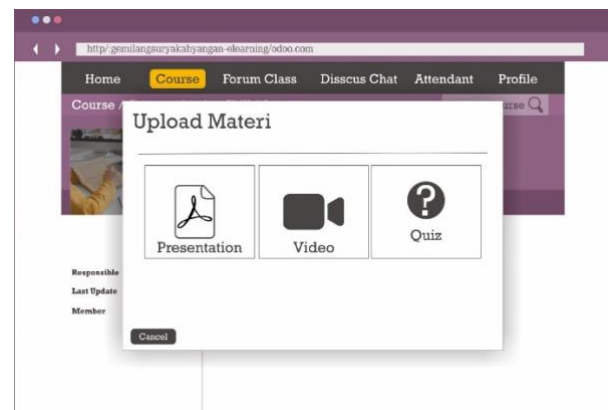 http/:gemilangsuryakahyangan-elearning/odoo.com
Home Course Forum Class Disscus Chat Attendant Profile
Course /
Upload Materi
Presentation Video Quiz
Responsible
Last Update
Member
Cancel